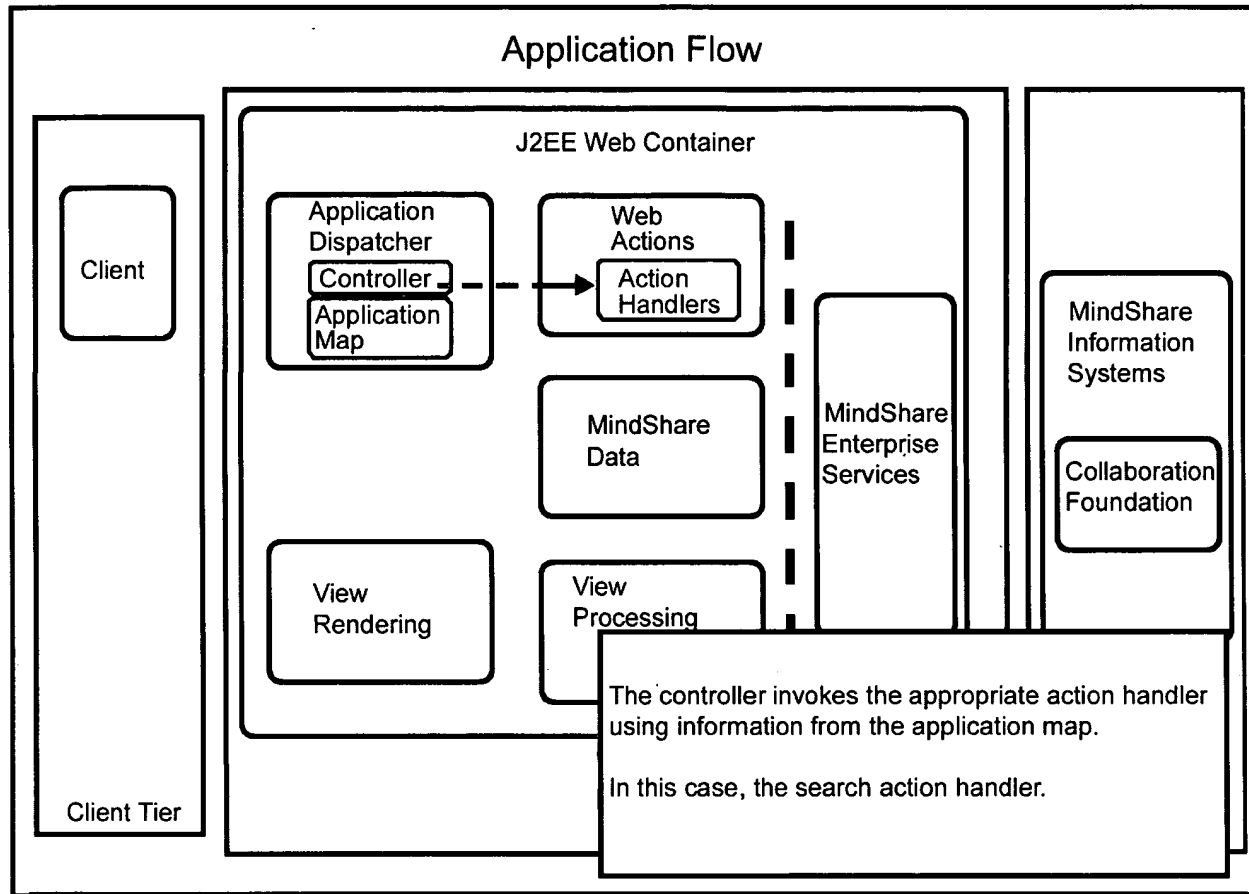 Application Flow
J2EE Web Container
Client
Application
Dispatcher
Controller
Application
Map
Web
Actions
Action
Handlers
MindShare
Data
MindShare
Enterprise
Services
MindShare
Information
Systems
Collaboration
Foundation
View
Rendering
View
Processing
The controller invokes the appropriate action handler
using information from the application map.
In this case, the search action handler.
Client Tier